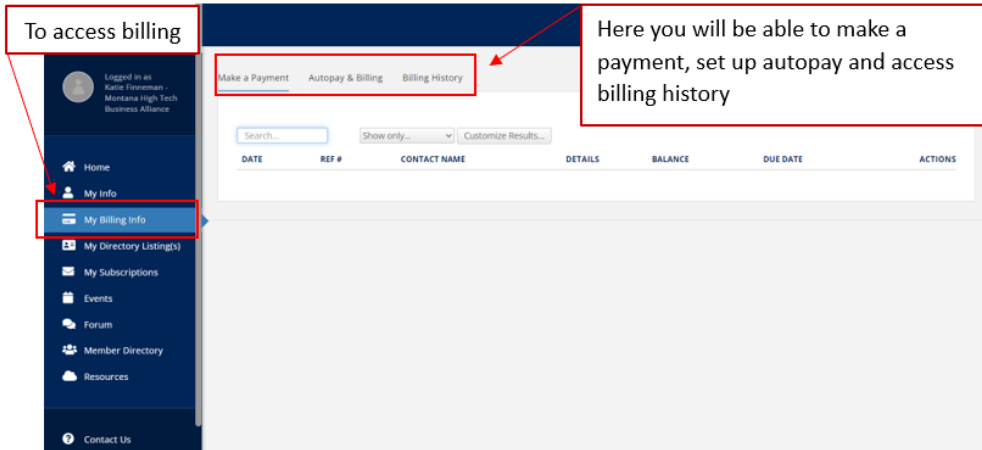 To access billing
Here you will be able to make a
payment, set up autopay and access
billing history
Logged in as
Katie Finneman -
Montana High Tech
Business Alliance
Home
My Info
My Billing Info
My Directory Listing(s)
My Subscriptions
Events
Forum
Member Directory
Resources
Contact Us
Make a Payment Autopay & Billing Billing History
Search... Show only... Customize Results...
DATE REF # CONTACT NAME DETAILS BALANCE DUE DATE ACTIONS